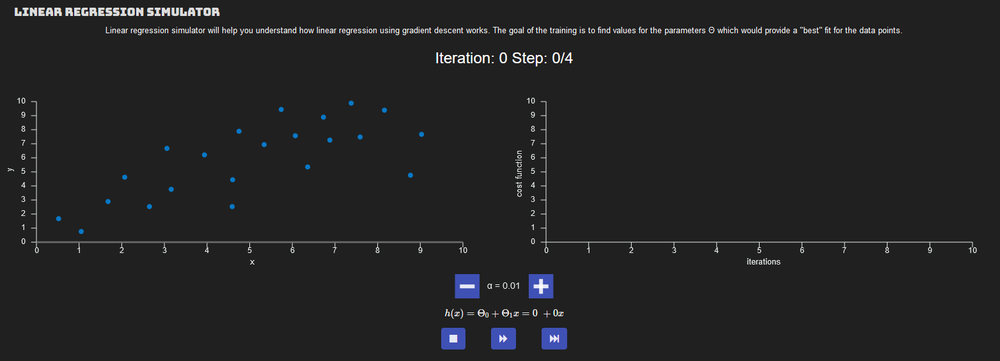 LINEAR REGRESSION SIMULATOR
Linear regression simulator will help you understand how linear regression using gradient descent works. The goal of the training is to find values for the parameters Θ which would provide a "best" fit for the data points.
Iteration: 0 Step: 0/4
10
9
8
7
6
5
4
3
2
1
0
y
0 1 2 3 4 5 6 7 8 9 10
x
10
9
8
7
6
5
4
3
2
1
0
cost function
0 1 2 3 4 5 6 7 8 9 10
iterations
α = 0.01
h(x) = Θ₀ + Θ₁x = 0 + 0x